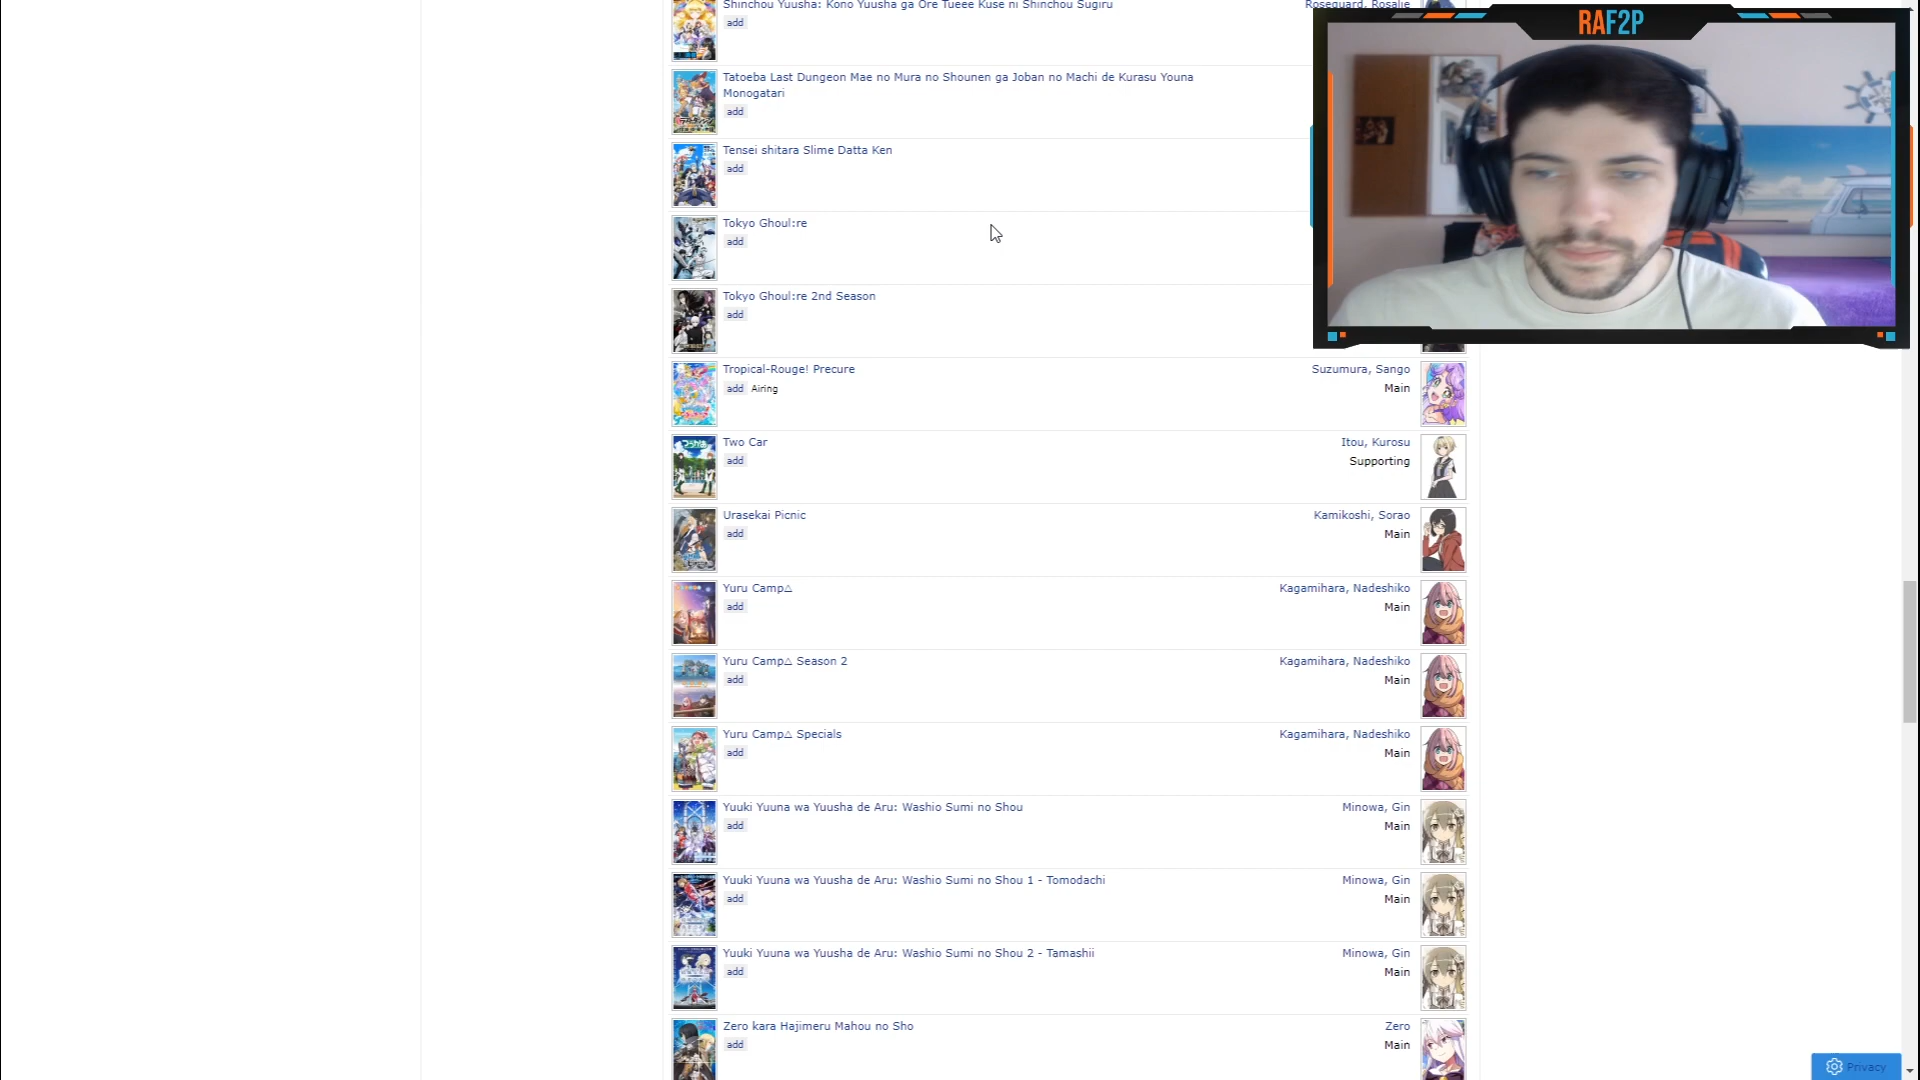 Shinchou Yuusha: Kono Yuusha ga Ore Tueee Kuse ni Shinchou Sugiru
Roseguard, Rosalie
add
RAF2P
Tatoeba Last Dungeon Mae no Mura no Shounen ga Joban no Machi de Kurasu Youna
Monogatari
add
Tensei shitara Slime Datta Ken
add
Tokyo Ghoul:re
add
Tokyo Ghoul:re 2nd Season
add
Tropical-Rouge! Precure
Suzumura, Sango
add Airing
Main
Two Car
Itou, Kurosu
add
Supporting
Urasekai Picnic
Kamikoshi, Sorao
add
Main
Yuru Camp△
Kagamihara, Nadeshiko
add
Main
Yuru Camp△ Season 2
Kagamihara, Nadeshiko
add
Main
Yuru Camp△ Specials
Kagamihara, Nadeshiko
add
Main
Yuuki Yuuna wa Yuusha de Aru: Washio Sumi no Shou
Minowa, Gin
add
Main
Yuuki Yuuna wa Yuusha de Aru: Washio Sumi no Shou 1 - Tomodachi
Minowa, Gin
add
Main
Yuuki Yuuna wa Yuusha de Aru: Washio Sumi no Shou 2 - Tamashii
Minowa, Gin
add
Main
Zero kara Hajimeru Mahou no Sho
Zero
add
Main
Privacy